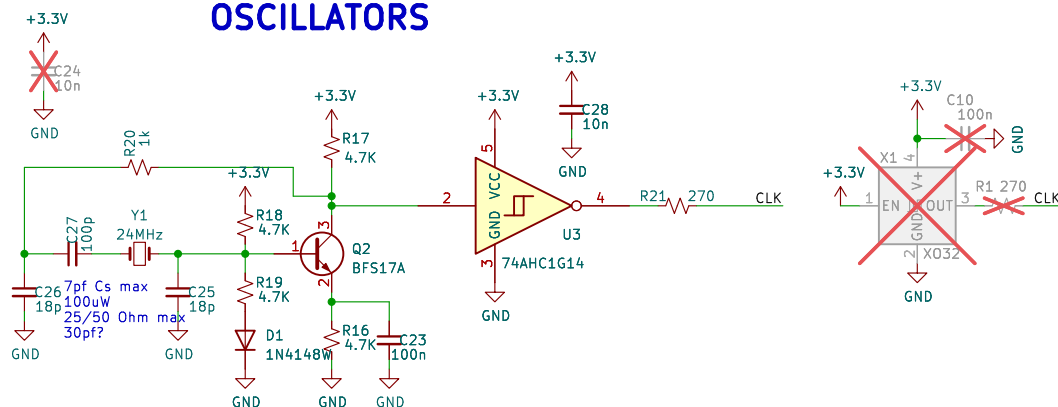 OSCILLATORS
+3.3V
C24
10n
GND
R20
1k
+3.3V
R17
4.7K
+3.3V
R18
4.7K
C27
100p
Y1
24MHz
C26
18p
GND
7pf Cs max
100uW
25/50 Ohm max
30pf?
C25
18p
GND
R19
4.7K
D1
1N4148W
GND
1
3
2
Q2
BFS17A
R16
4.7K
GND
C23
100n
GND
+3.3V
5
VCC
2
4
GND
3
U3
74AHC1G14
GND
+3.3V
C28
10n
GND
R21
270
CLK
+3.3V
C10
100n
GND
X1
4
V+
+3.3V
1
EN
OUT
3
GND
2
XO32
GND
R1 270
CLK